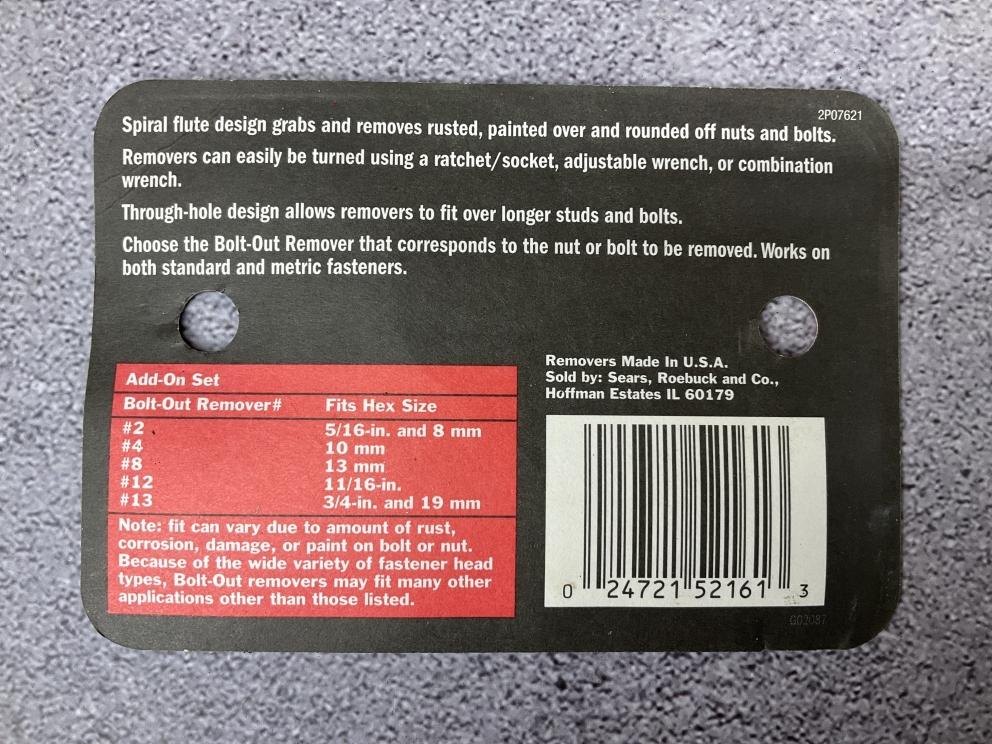 2P07621
Spiral flute design grabs and removes rusted, painted over and rounded off nuts and bolts.
Removers can easily be turned using a ratchet/socket, adjustable wrench, or combination
wrench.
Through-hole design allows removers to fit over longer studs and bolts.
Choose the Bolt-Out Remover that corresponds to the nut or bolt to be removed. Works on
both standard and metric fasteners.
Add-On Set
Bolt-Out Remover# Fits Hex Size
#2 5/16-in. and 8 mm
#4 10 mm
#8 13 mm
#12 11/16-in.
#13 3/4-in. and 19 mm
Note: fit can vary due to amount of rust,
corrosion, damage, or paint on bolt or nut.
Because of the wide variety of fastener head
types, Bolt-Out removers may fit many other
applications other than those listed.
Removers Made In U.S.A.
Sold by: Sears, Roebuck and Co.,
Hoffman Estates IL 60179
0 24721 52161 3